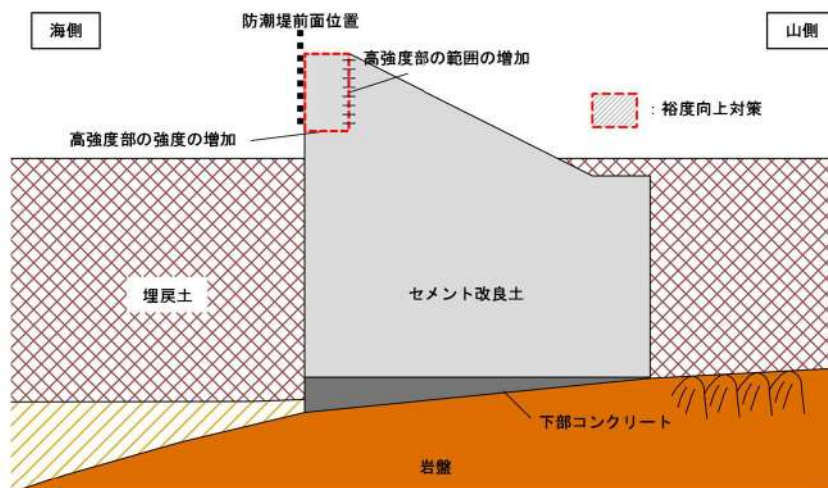 海側
防潮堤前面位置
山側
高強度部の範囲の増加
：裕度向上対策
高強度部の強度の増加
埋戻土
セメント改良土
下部コンクリート
岩盤